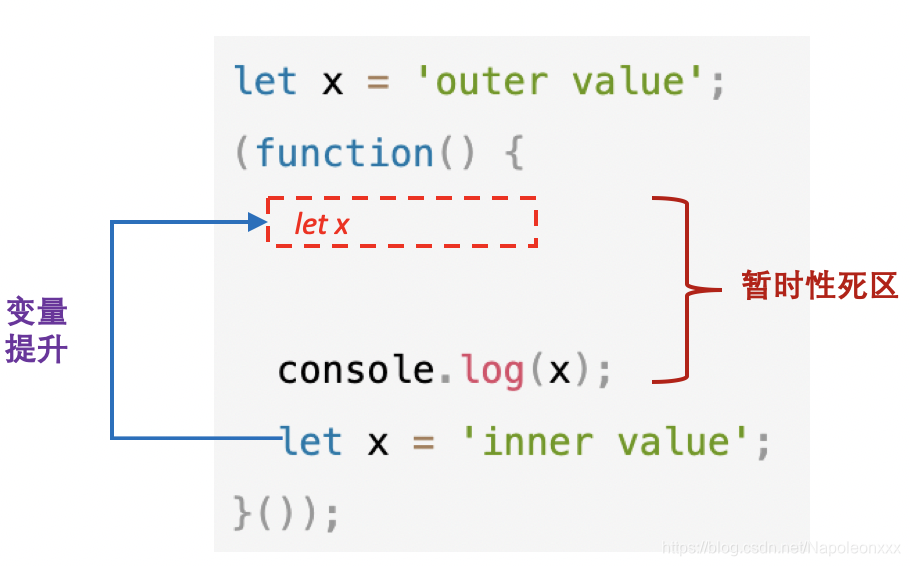 let x = 'outer value';
(function() {
let x
暂时性死区
变量
提升
console.log(x);
let x = 'inner value';
}());
https://blog.csdn.net/Napoleonxxx